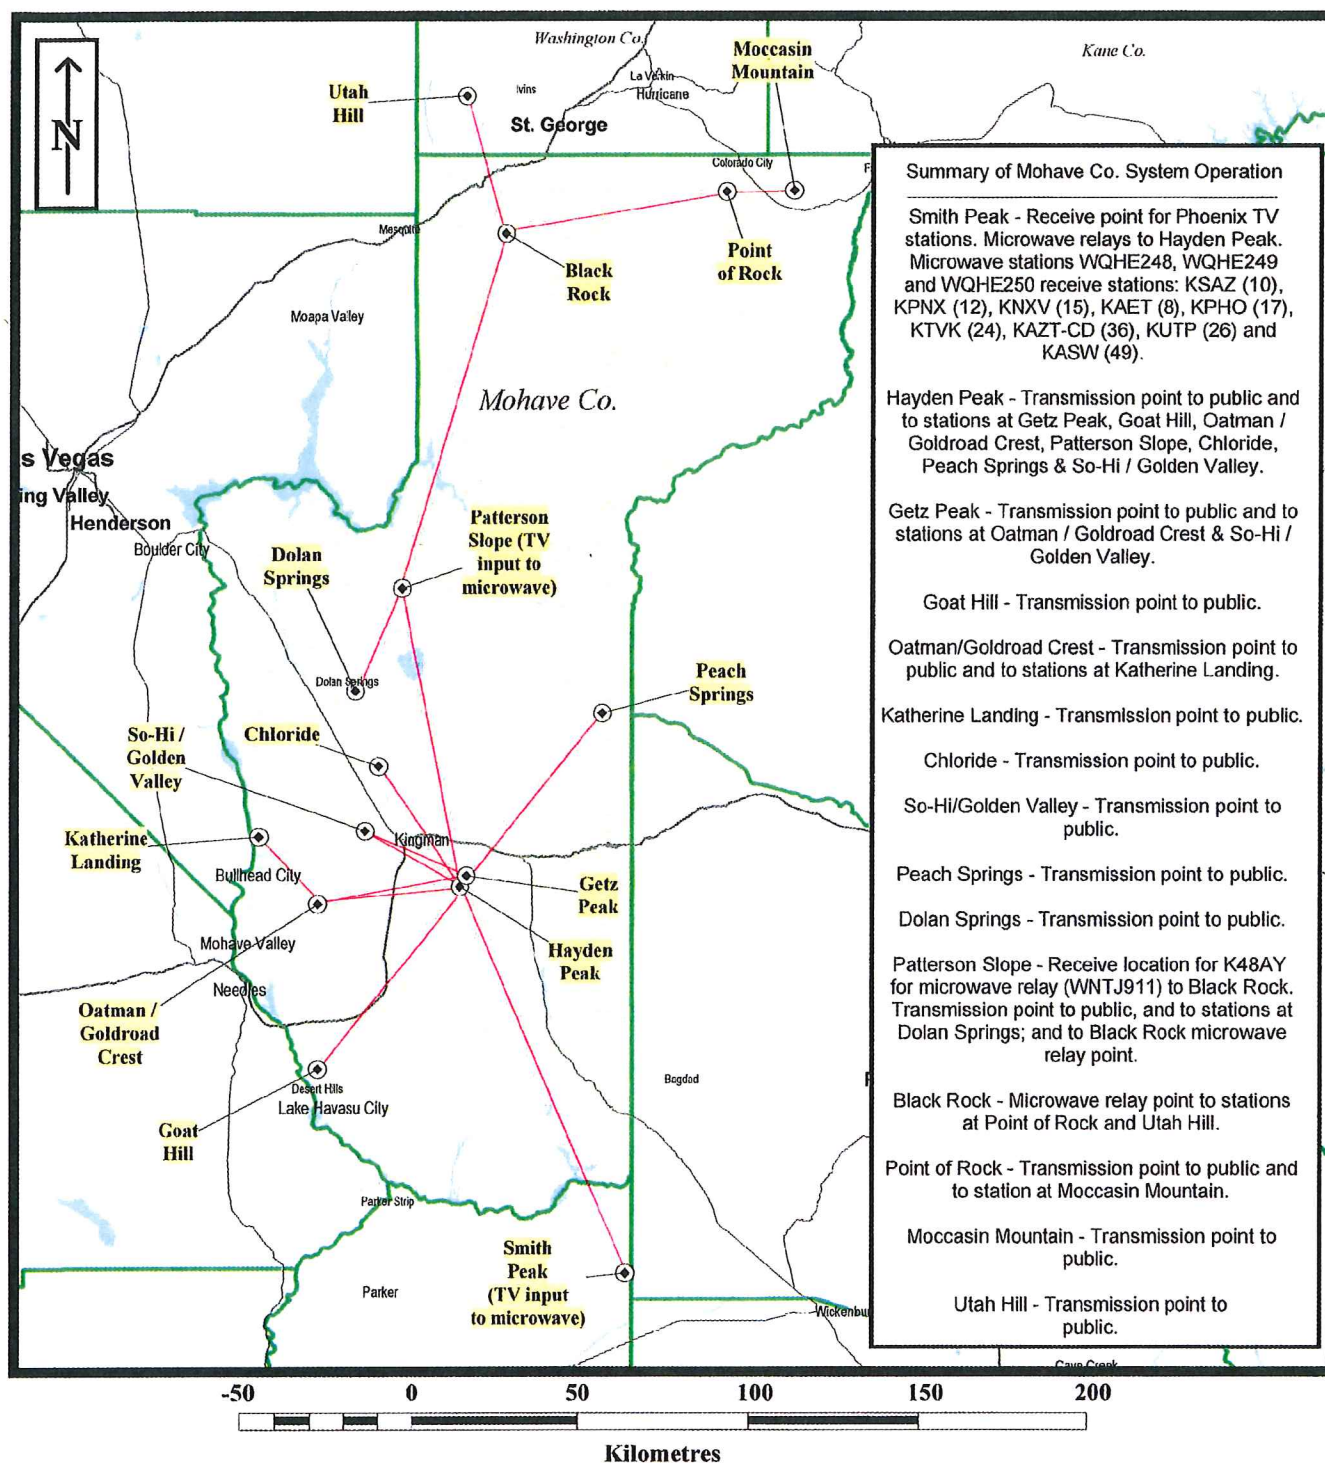 N
Washington Co.
Kane Co.
Moccasin
Mountain
Utah
Hill
Ivins
La Verkin
Hurricane
St. George
Colorado City
Mesquite
Black
Rock
Point
of Rock
Moapa Valley
Mohave Co.
s Vegas
ing Valley
Henderson
Boulder City
Patterson
Slope (TV
input to
microwave)
Dolan
Springs
Dolan Springs
Peach
Springs
So-Hi /
Golden
Valley
Chloride
Katherine
Landing
Kingman
Bullhead City
Getz
Peak
Mohave Valley
Hayden
Peak
Needles
Oatman /
Goldroad
Crest
Bagdad
Desert Hills
Lake Havasu City
Goat
Hill
Parker Strip
Smith
Peak
(TV input
to microwave)
Parker
Wickenbu
Cave Creek
Summary of Mohave Co. System Operation
Smith Peak - Receive point for Phoenix TV
stations. Microwave relays to Hayden Peak.
Microwave stations WQHE248, WQHE249
and WQHE250 receive stations: KSAZ (10),
KPNX (12), KNXV (15), KAET (8), KPHO (17),
KTVK (24), KAZT-CD (36), KUTP (26) and
KASW (49).
Hayden Peak - Transmission point to public and
to stations at Getz Peak, Goat Hill, Oatman /
Goldroad Crest, Patterson Slope, Chloride,
Peach Springs & So-Hi / Golden Valley.
Getz Peak - Transmission point to public and to
stations at Oatman / Goldroad Crest & So-Hi /
Golden Valley.
Goat Hill - Transmission point to public.
Oatman/Goldroad Crest - Transmission point to
public and to stations at Katherine Landing.
Katherine Landing - Transmission point to public.
Chloride - Transmission point to public.
So-Hi/Golden Valley - Transmission point to
public.
Peach Springs - Transmission point to public.
Dolan Springs - Transmission point to public.
Patterson Slope - Receive location for K48AY
for microwave relay (WNTJ911) to Black Rock.
Transmission point to public, and to stations at
Dolan Springs; and to Black Rock microwave
relay point.
Black Rock - Microwave relay point to stations
at Point of Rock and Utah Hill.
Point of Rock - Transmission point to public and
to station at Moccasin Mountain.
Moccasin Mountain - Transmission point to
public.
Utah Hill - Transmission point to
public.
-50 0 50 100 150 200
Kilometres